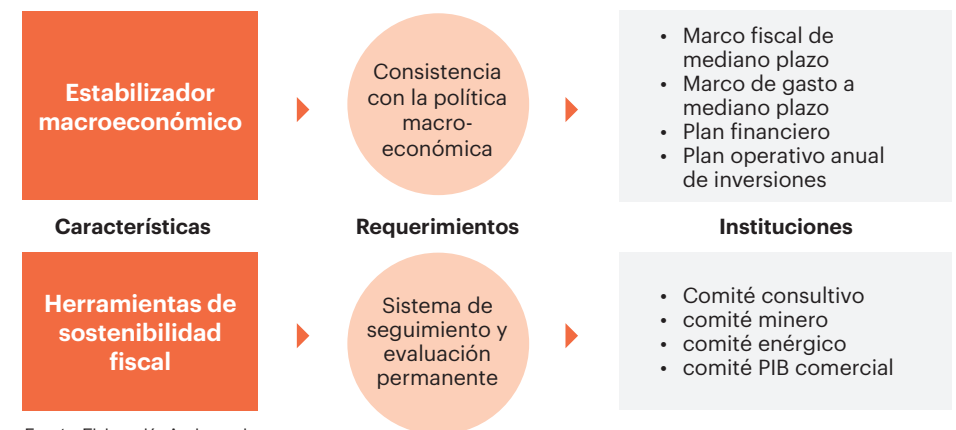 Estabilizador
macroeconómico
Consistencia
con la política
macro-
económica
• Marco fiscal de
mediano plazo
• Marco de gasto a
mediano plazo
• Plan financiero
• Plan operativo anual
de inversiones
Características
Requerimientos
Instituciones
Herramientas de
sostenibilidad
fiscal
Sistema de
seguimiento y
evaluación
permanente
• Comité consultivo
• comité minero
• comité enérgico
• comité PIB comercial